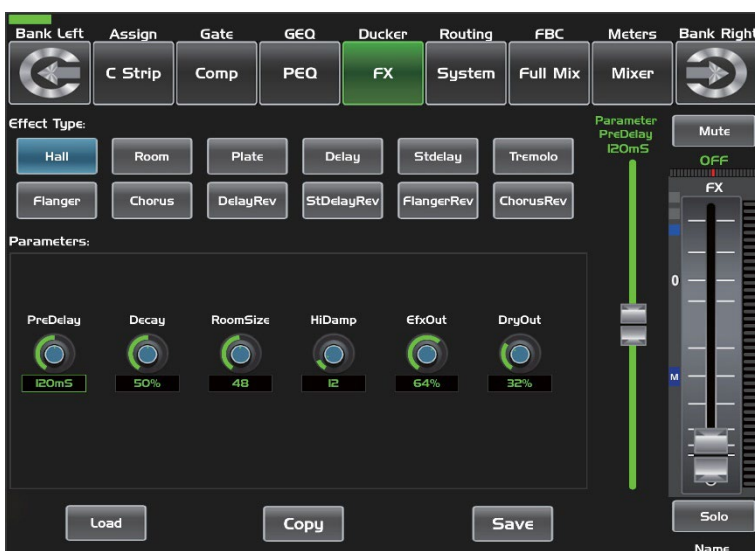 Bank Left Assign Gate GEQ Ducker Routing FBC Meters Bank Right
C Strip Comp PEQ FX System Full Mix Mixer
Effect Type:
Hall Room Plate Delay Stdelay Tremolo
Flanger Chorus DelayRev StDelayRev FlangerRev ChorusRev
Parameter
PreDelay
120mS
Mute
OFF
FX
0
M
Parameters:
PreDelay Decay RoomSize HiDamp EfxOut DryOut
120mS 50% 48 12 64% 32%
Load Copy Save
Solo
Name